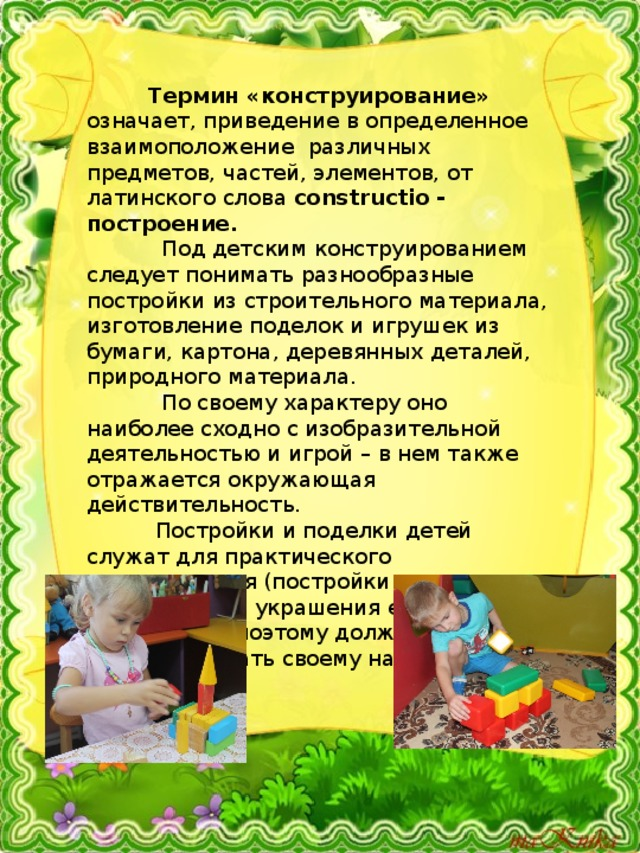 Термин «конструирование»
означает, приведение в определенное
взаимоположение различных
предметов, частей, элементов, от
латинского слова constructio -
построение.
Под детским конструированием
следует понимать разнообразные
постройки из строительного материала,
изготовление поделок и игрушек из
бумаги, картона, деревянных деталей,
природного материала.
По своему характеру оно
наиболее сходно с изобразительной
деятельностью и игрой – в нем также
отражается окружающая
действительность.
Постройки и поделки детей
служат для практического
(постройки
украшения
поэтому
своему